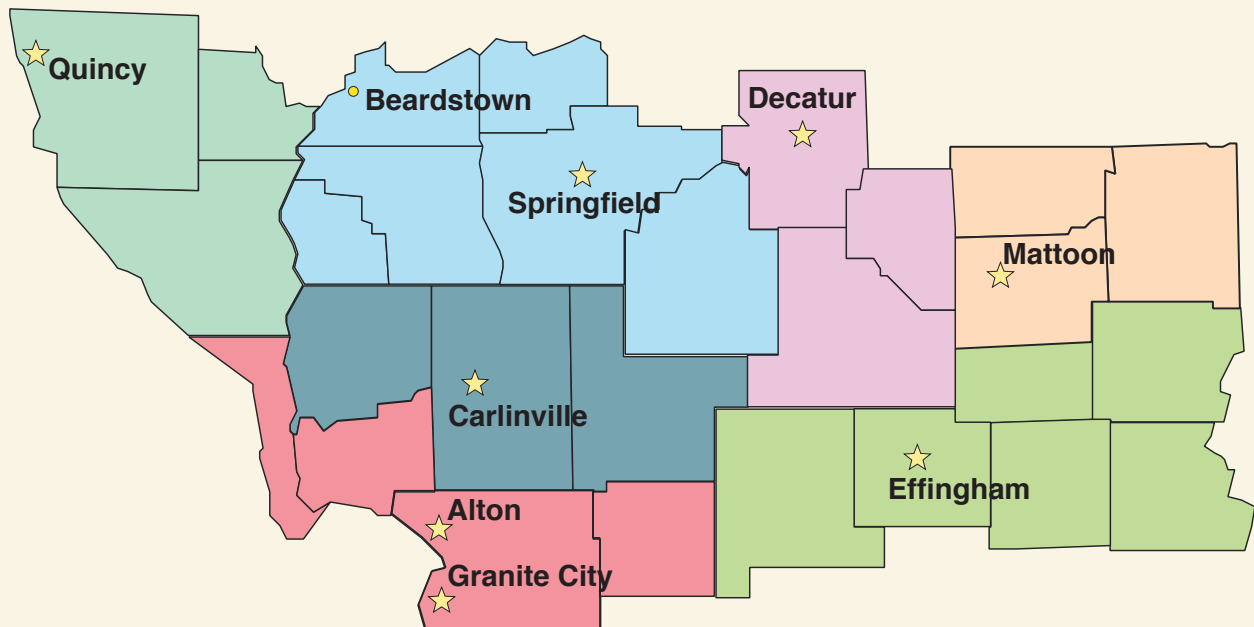 Quincy
Beardstown
Decatur
Springfield
Mattoon
Carlinville
Effingham
Alton
Granite City